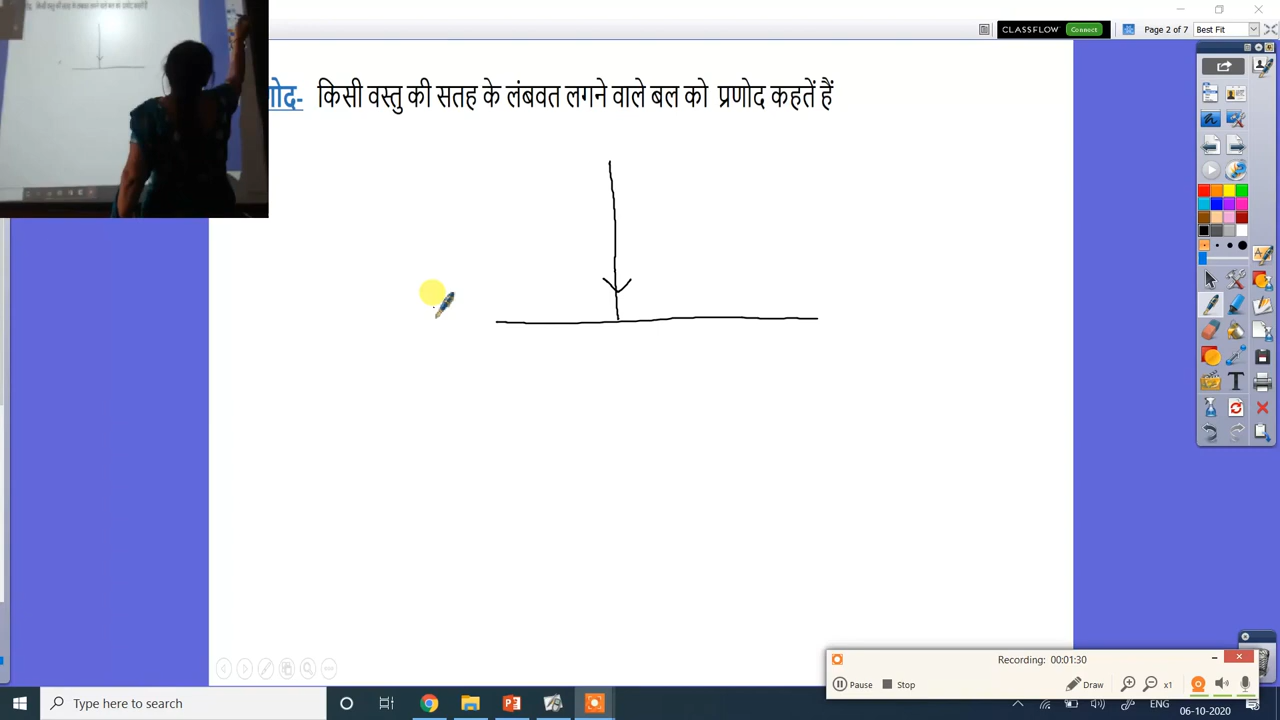 CLASSFLOW Connect Page 2 of 7 Best Fit
किसी वस्तु की सतह के लंबवत लगने वाले बल को प्रणोद कहतें हैं
Recording: 00:01:30
Pause Stop Draw x1
Type here to search
ENG 06-10-2020